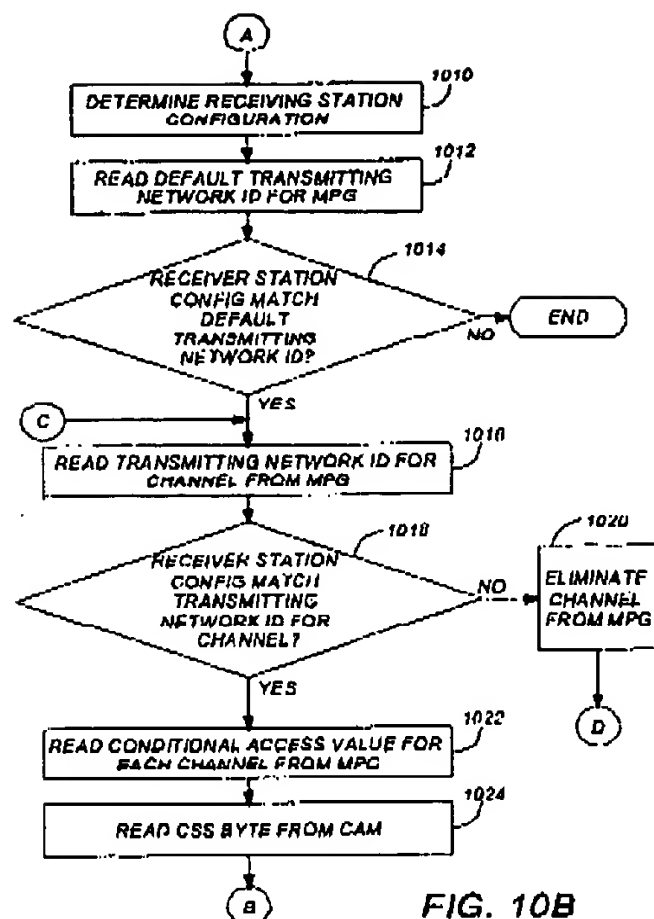 A
1010
DETERMINE RECEIVING STATION
CONFIGURATION
1012
READ DEFAULT TRANSMITTING
NETWORK ID FOR MPG
1014
RECEIVER STATION
CONFIG MATCH
DEFAULT
TRANSMITTING
NETWORK ID?
NO
END
YES
C
1016
READ TRANSMITTING NETWORK ID FOR
CHANNEL FROM MPG
1018
RECEIVER STATION
CONFIG MATCH
TRANSMITTING
NETWORK ID FOR
CHANNEL?
NO
1020
ELIMINATE
CHANNEL
FROM MPG
D
YES
1022
READ CONDITIONAL ACCESS VALUE FOR
EACH CHANNEL FROM MPG
1024
READ CSS BYTE FROM CAM
B
FIG. 10B